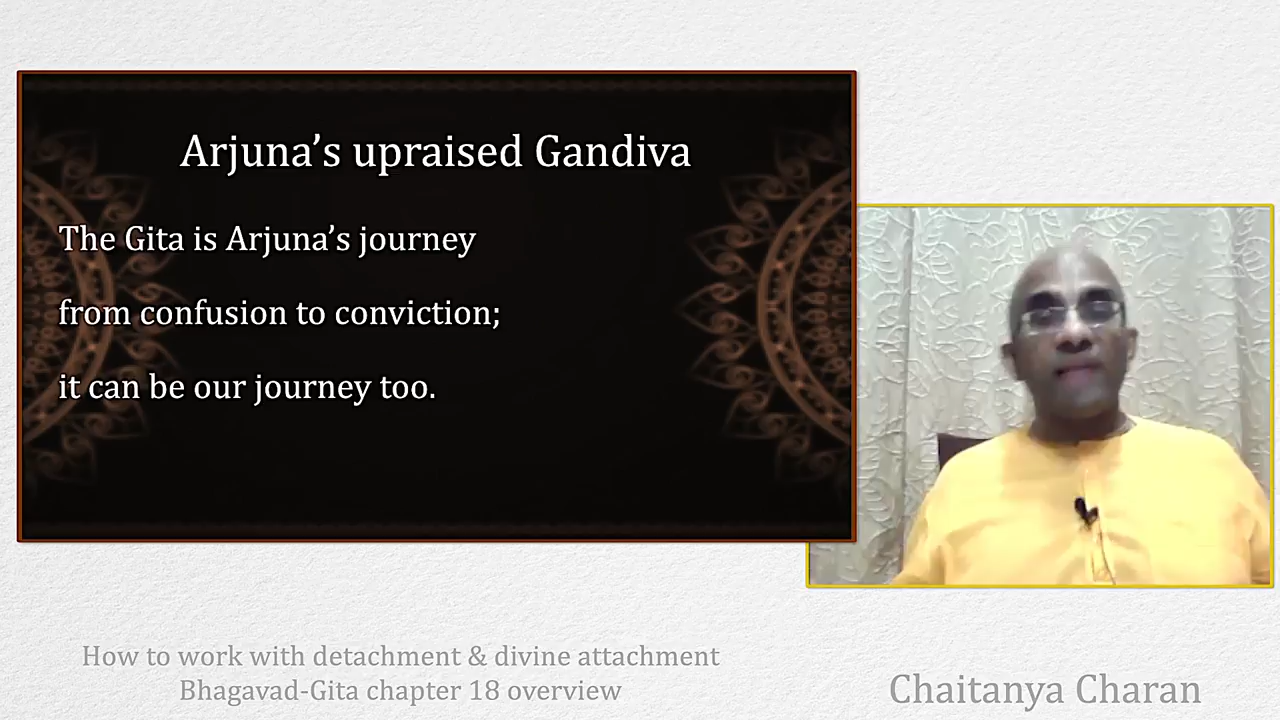 Arjuna’s upraised Gandiva
The Gita is Arjuna’s journey
from confusion to conviction;
it can be our journey too.
How to work with detachment & divine attachment
Bhagavad-Gita chapter 18 overview
Chaitanya Charan